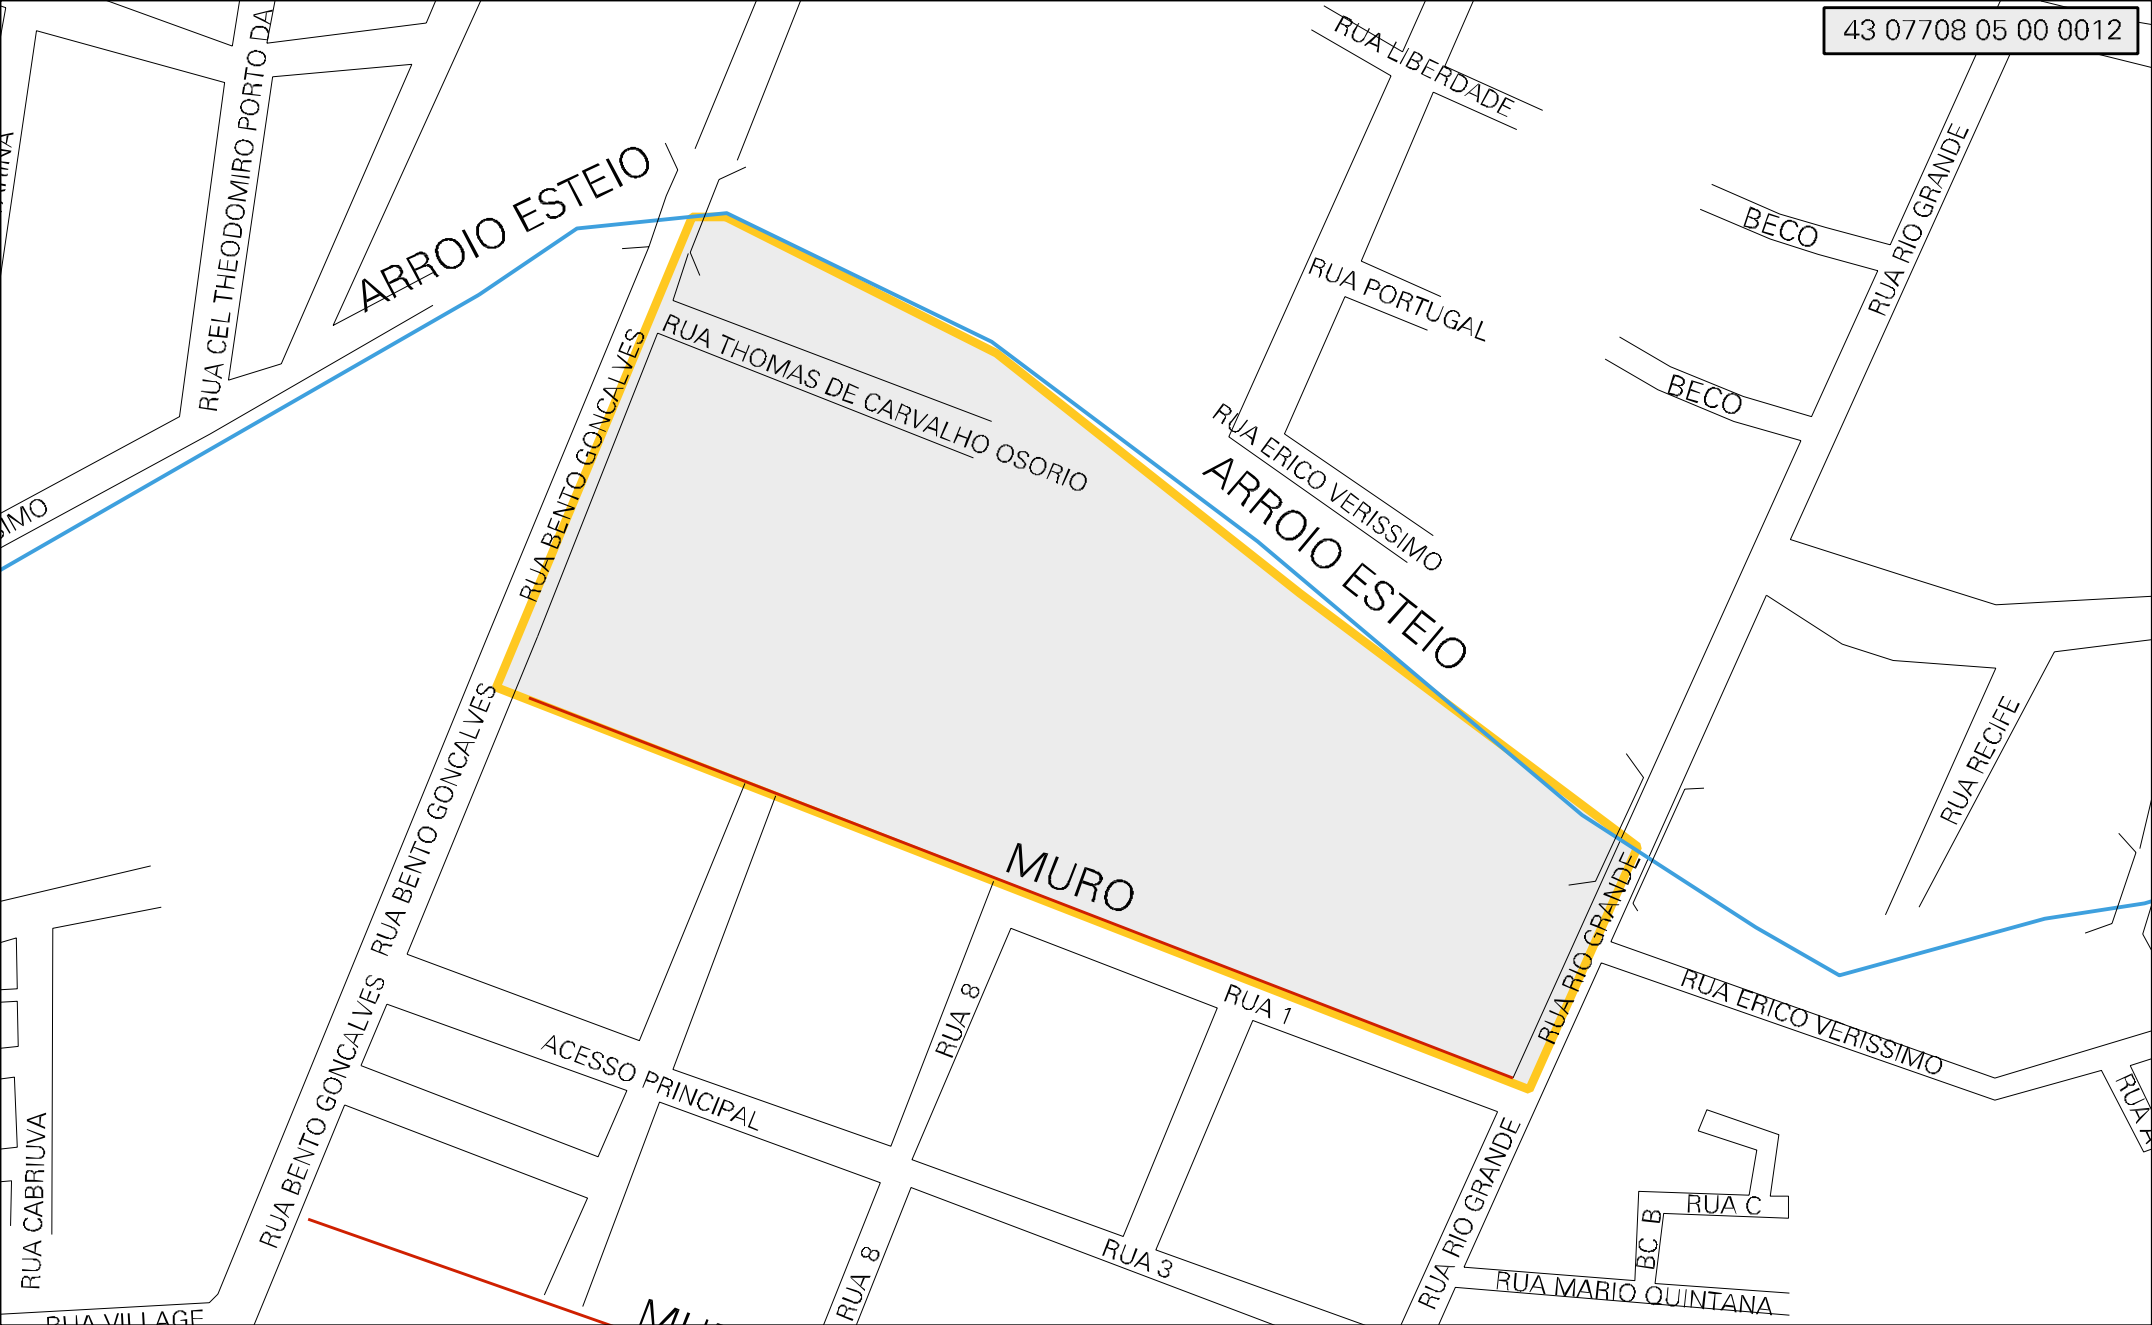 43 07708 05 00 0012
RUA LIBERDADE
RUA CEL THEODOMIRO PORTO DA
RUA RIO GRANDE
ARROIO ESTEIO
BECO
RUA PORTUGAL
RUA THOMAS DE CARVALHO OSORIO
RUA BENTO GONCALVES
BECO
RUA ERICO VERISSIMO
ARROIO ESTEIO
RUA BENTO GONCALVES
RUA RECIFE
MURO
RUA RIO GRANDE
RUA 8
RUA 1
RUA ERICO VERISSIMO
RUA BENTO GONCALVES
ACESSO PRINCIPAL
RUA CABRIUVA
RUA RIO GRANDE
RUA C
BC B
RUA 8
RUA 3
RUA MARIO QUINTANA
RUA VILLAGE